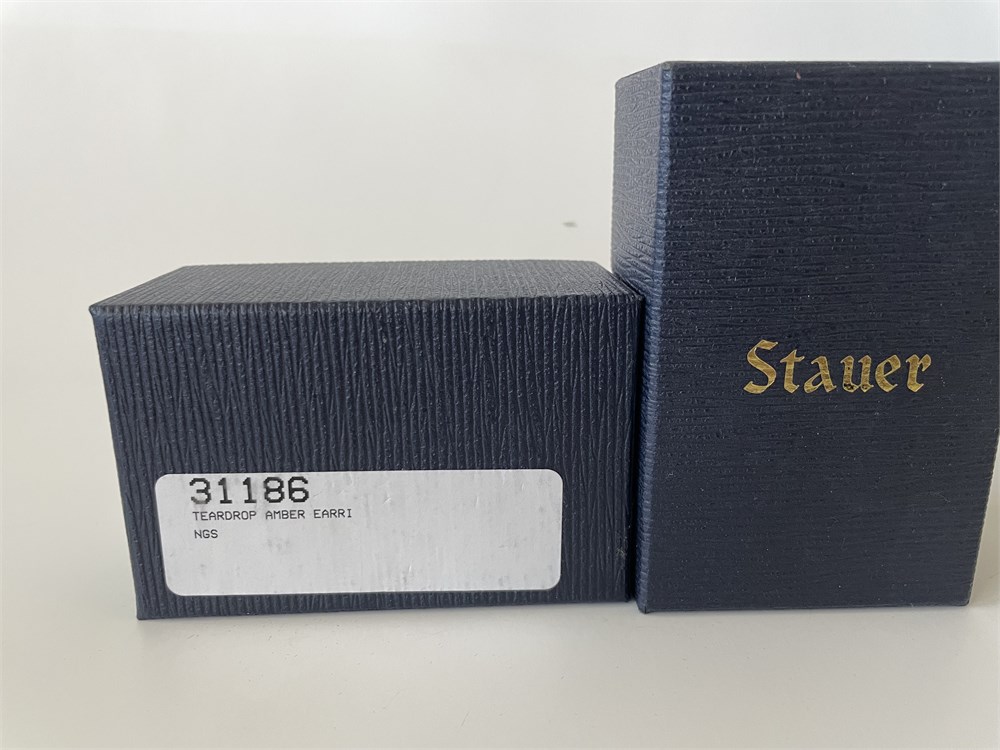 31186
TEARDROP AMBER EARRI
NGS
Stauer